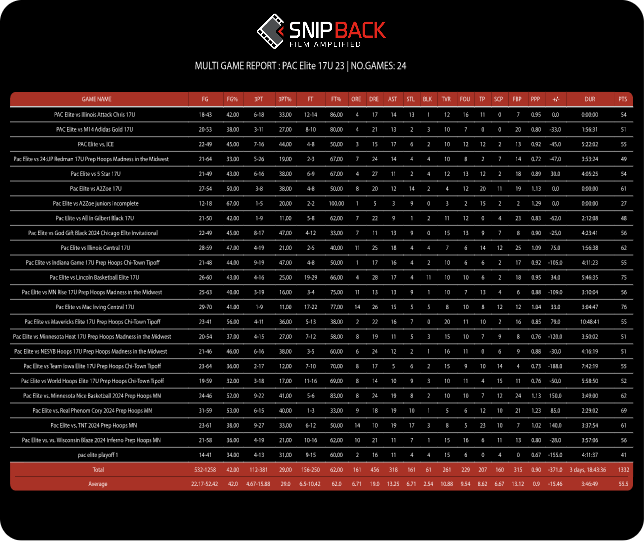 SNIPBACK
FILM AMPLIFIED
MULTI GAME REPORT : PAC Elite 17U 23 | NO.GAMES: 24
GAME NAME FG FG% 3PT 3PT% FT FT% ORE DRE AST STL BLK TVR FOU TP SCP FBP PPP +/- DUR PTS
PAC Elite vs Illinois Attack Chris 17U 18-43 42,00 6-18 33,00 12-14 86,00 4 17 14 13 1 12 16 11 0 7 0,95 0,0 0:00:00 54
PAC Elite vs M14 Adidas Gold 17U 20-53 38,00 3-11 27,00 8-10 80,00 4 21 13 2 3 10 7 0 0 20 0,80 -33.0 1:56:31 51
PAC Elite vs. ICE 22-49 45,00 7-16 44,00 4-8 50,00 3 15 17 6 2 10 12 12 2 13 0,92 -45.0 5:22:02 55
Pac Elite vs 24 UP Redman 17U Prep Hoops Madness in the Midwest 21-64 33,00 5-26 19,00 2-3 67,00 7 24 14 4 4 10 8 2 7 14 0,72 -47.0 3:53:24 49
Pac Elite vs 5 Star 17U 21-49 43,00 6-16 38,00 6-9 67,00 4 27 11 2 4 12 13 12 2 18 0,89 30.0 4:05:25 54
Pac Elite vs A2Zoe 17U 27-54 50,00 3-8 38,00 4-8 50,00 8 20 12 14 2 4 12 20 11 19 1,13 0.0 0:00:00 61
Pac Elite vs A2Zoe juniors Incomplete 12-18 67,00 1-5 20,00 2-2 100,00 1 5 3 9 0 3 2 15 2 2 1,29 0.0 0:00:00 27
Pac Elite vs All in Gilbert Black 17U 21-50 42,00 1-9 11,00 5-8 62,00 7 22 9 1 2 11 12 0 4 23 0,83 -62.0 2:12:08 48
Pac Elite vs God Gift Black 2024 Chicago Elite Invitational 22-49 45,00 8-17 47,00 4-12 33,00 7 11 13 9 0 15 13 9 7 8 0,90 -25.0 4:23:41 56
Pac Elite vs Illinois Central 17U 28-59 47,00 4-19 21,00 2-5 40,00 11 25 18 4 4 7 6 14 12 25 1,09 75.0 1:56:38 62
Pac Elite vs Indiana Game 17U Prep Hoops Chi-Town Tipoff 21-48 44,00 9-19 47,00 4-8 50,00 1 17 16 4 2 10 6 6 2 17 0,92 -105.0 4:11:23 55
Pac Elite vs Lincoln Basketball Elite 17U 26-60 43,00 4-16 25,00 19-29 66,00 4 28 17 4 11 10 10 6 2 18 0,95 34.0 5:46:35 75
Pac Elite vs MN Rise 17U Prep Hoops Madness in the Midwest 25-63 40,00 3-19 16,00 3-4 75,00 11 13 13 9 1 10 7 13 4 6 0,88 -109.0 3:10:04 56
Pac Elite vs Mac Irving Central 17U 29-70 41,00 1-9 11,00 17-22 77,00 14 26 15 5 5 8 10 8 12 12 1,04 33.0 3:04:47 76
Pac Elite vs Mavericks Elite 17U Prep Hoops Chi-Town Tipoff 23-41 56,00 4-11 36,00 5-13 38,00 2 22 16 7 0 20 11 10 2 16 0,85 79.0 10:48:41 55
Pac Elite vs Minnesota Heat 17U Prep Hoops Madness in the Midwest 20-54 37,00 4-15 27,00 7-12 58,00 8 19 11 5 3 15 10 7 9 8 0,76 -120.0 3:50:02 51
Pac Elite vs NESYB Hoops 17U Prep Hoops Madness in the Midwest 21-46 46,00 6-16 38,00 3-5 60,00 6 24 12 2 1 16 11 0 6 9 0,88 -30.0 4:16:19 51
Pac Elite vs Team Iowa Elite 17U Prep Hoops Chi-Town Tipoff 23-64 36,00 2-17 12,00 7-10 70,00 8 17 5 6 2 15 9 10 14 4 0,73 -188.0 7:42:19 55
Pac Elite vs World Hoops Elite 17U Prep Hoops Chi-Town Tipoff 19-59 32,00 3-18 17,00 11-16 69,00 8 14 10 9 3 10 11 4 15 11 0,76 -50.0 5:58:50 52
Pac Elite vs. Minnesota Nice Basketball 2024 Prep Hoops MN 24-46 52,00 9-22 41,00 5-6 83,00 8 24 19 8 2 10 10 7 12 24 1,13 150.0 3:49:00 62
Pac Elite vs. Real Phenom Cory 2024 Prep Hoops MN 31-59 53,00 6-15 40,00 1-3 33,00 9 18 19 10 1 5 6 12 10 21 1,23 85.0 2:29:02 69
Pac Elite vs. TNT 2024 Prep Hoops MN 23-61 38,00 9-27 33,00 6-12 50,00 14 10 19 17 3 8 5 23 10 7 1,02 140.0 3:37:54 61
Pac Elite vs. vs. Wisconsin Blaze 2024 Inferno Prep Hoops MN 21-58 36,00 4-19 21,00 10-16 62,00 10 21 11 7 1 15 16 6 11 13 0,80 -28.0 3:57:06 56
pac elite playoff 1 14-41 34,00 4-13 31,00 9-15 60,00 2 16 11 4 4 15 6 0 4 0 0,67 -155.0 4:11:37 41
Total 532-1258 42,00 112-381 29,00 156-250 62,00 161 456 318 161 61 261 229 207 160 315 0,90 -371.0 3 days, 18:43:36 1332
Average 22.17-52.42 42.0 4.67-15.88 29.0 6.5-10.42 62.0 6.71 19.0 13.25 6.71 2.54 10.88 9.54 8.62 6.67 13.12 0.9 -15.46 3:46:49 55.5